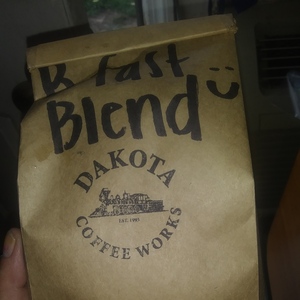 B'fast
Blend
DAKOTA
EST. 1997
COFFEE WORKS